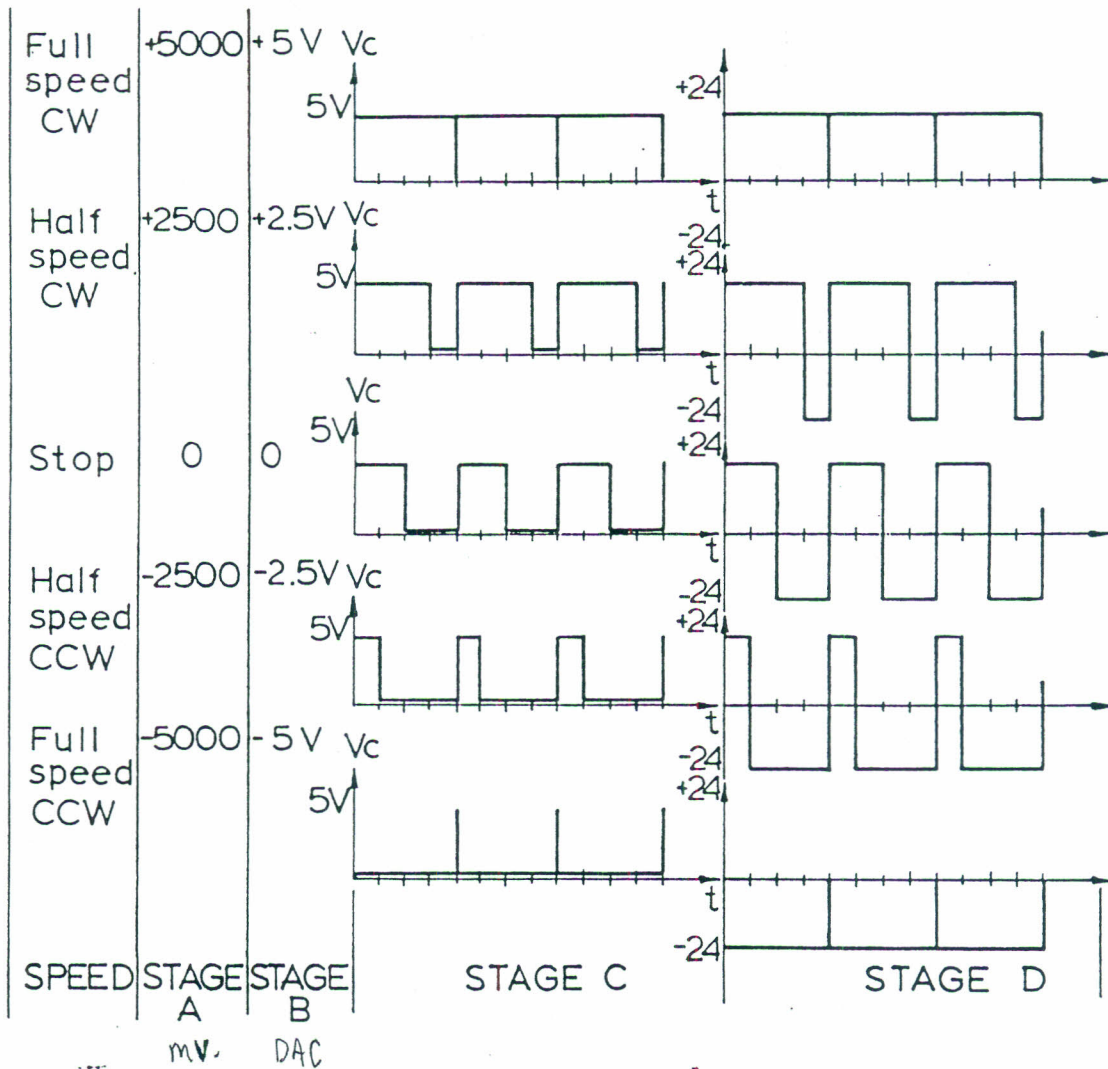 Full +5000 +5V Vc
speed
CW
5V
+24
t
-24
Half +2500 +2.5V Vc
speed
CW
5V
+24
t
-24
Vc
Stop 0 0
5V
+24
t
-24
Half -2500 -2.5V Vc
speed
CCW
5V
+24
t
-24
Full -5000 -5V Vc
speed
CCW
5V
+24
t
-24
SPEED STAGE STAGE STAGE C STAGE D
A B
mV. DAC